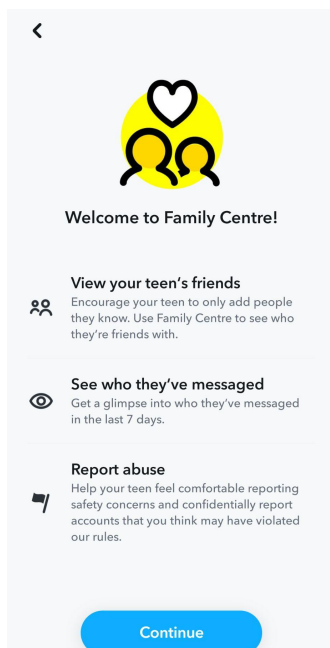 Welcome to Family Centre!
View your teen's friends
Encourage your teen to only add people
they know. Use Family Centre to see who
they're friends with.
See who they've messaged
Get a glimpse into who they've messaged
in the last 7 days.
Report abuse
Help your teen feel comfortable reporting
safety concerns and confidentially report
accounts that you think may have violated
our rules.
Continue